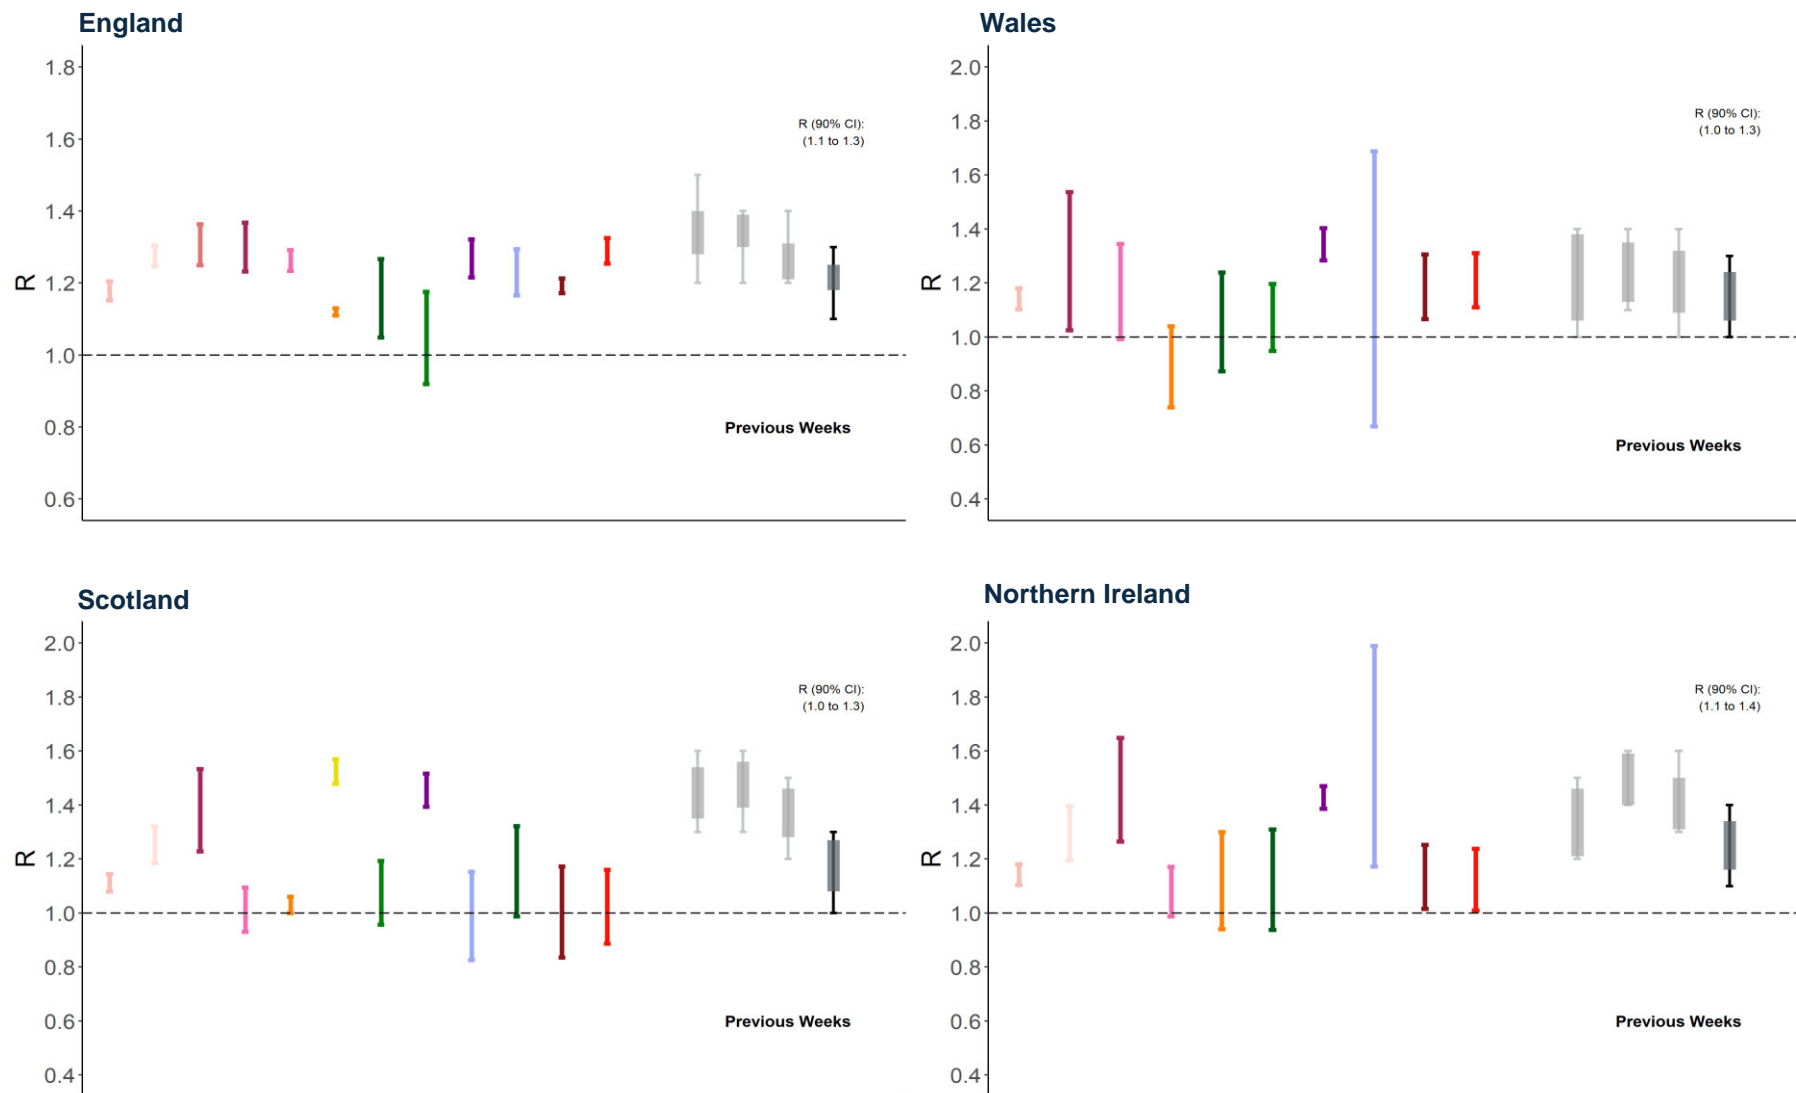 England
1.8
1.6
1.4
1.2
1.0
0.8
0.6
R
R (90% CI):
(1.1 to 1.3)
Previous Weeks
Wales
2.0
1.8
1.6
1.4
1.2
1.0
0.8
0.6
0.4
R
R (90% CI):
(1.0 to 1.3)
Previous Weeks
Scotland
2.0
1.8
1.6
1.4
1.2
1.0
0.8
0.6
0.4
R
R (90% CI):
(1.0 to 1.3)
Previous Weeks
Northern Ireland
2.0
1.8
1.6
1.4
1.2
1.0
0.8
0.6
0.4
R
R (90% CI):
(1.1 to 1.4)
Previous Weeks